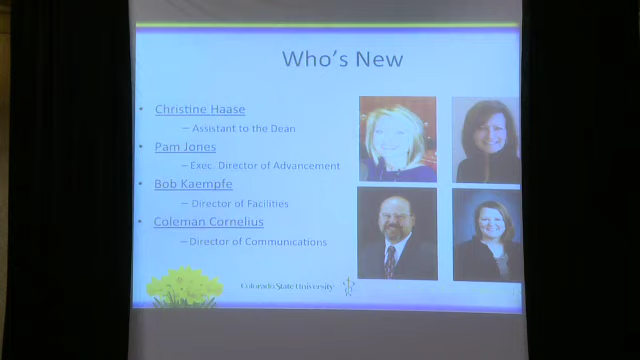 Who's New
• Christine Haase
– Assistant to the Dean
• Pam Jones
– Exec. Director of Advancement
• Bob Kaempfe
– Director of Facilities
• Coleman Cornelius
– Director of Communications
Colorado State University